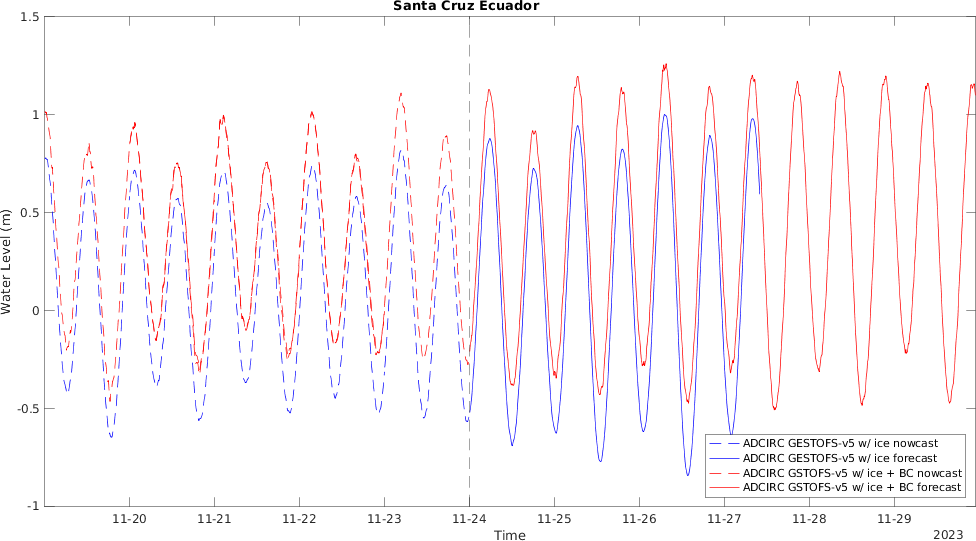 Santa Cruz Ecuador
1.5
1
0.5
0
-0.5
-1
Water Level (m)
11-20 11-21 11-22 11-23 11-24 11-25 11-26 11-27 11-28 11-29
Time
2023
ADCIRC GESTOFS-v5 w/ ice nowcast
ADCIRC GESTOFS-v5 w/ ice forecast
ADCIRC GSTOFS-v5 w/ ice + BC nowcast
ADCIRC GSTOFS-v5 w/ ice + BC forecast